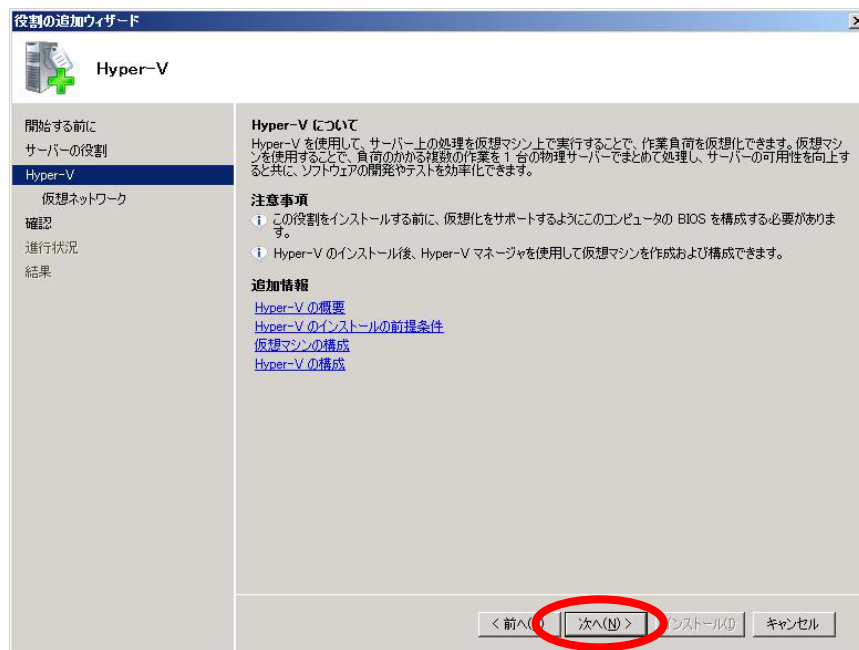 役割の追加ウィザード
Hyper-V
開始する前に
サーバーの役割
Hyper-V
仮想ネットワーク
確認
進行状況
結果
Hyper-V について
Hyper-V を使用して、サーバー上の処理を仮想マシン上で実行することで、作業負荷を仮想化できます。仮想マシ
ンを使用することで、負荷のかかる複数の作業を 1 台の物理サーバーでまとめて処理し、サーバーの可用性を向上す
ると共に、ソフトウェアの開発やテストを効率化できます。
注意事項
この役割をインストールする前に、仮想化をサポートするようにこのコンピュータの BIOS を構成する必要がありま
す。
Hyper-V のインストール後、Hyper-V マネージャを使用して仮想マシンを作成および構成できます。
追加情報
Hyper-V の概要
Hyper-V のインストールの前提条件
仮想マシンの構成
Hyper-V の構成
< 前へ(
次へ(N) >
ンストール(I)
キャンセル